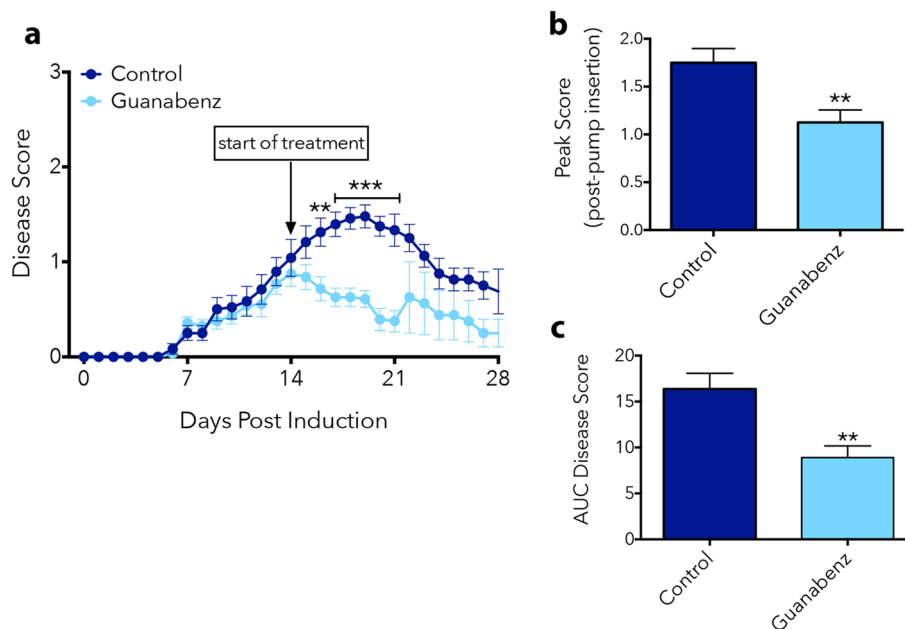 a
3
2
1
0
Disease Score
Control
Guanabenz
start of treatment
**
***
0 7 14 21 28
Days Post Induction
b
2.0
1.5
1.0
0.5
0.0
Peak Score
(post-pump insertion)
**
Control
Guanabenz
c
20
15
10
5
0
AUC Disease Score
**
Control
Guanabenz